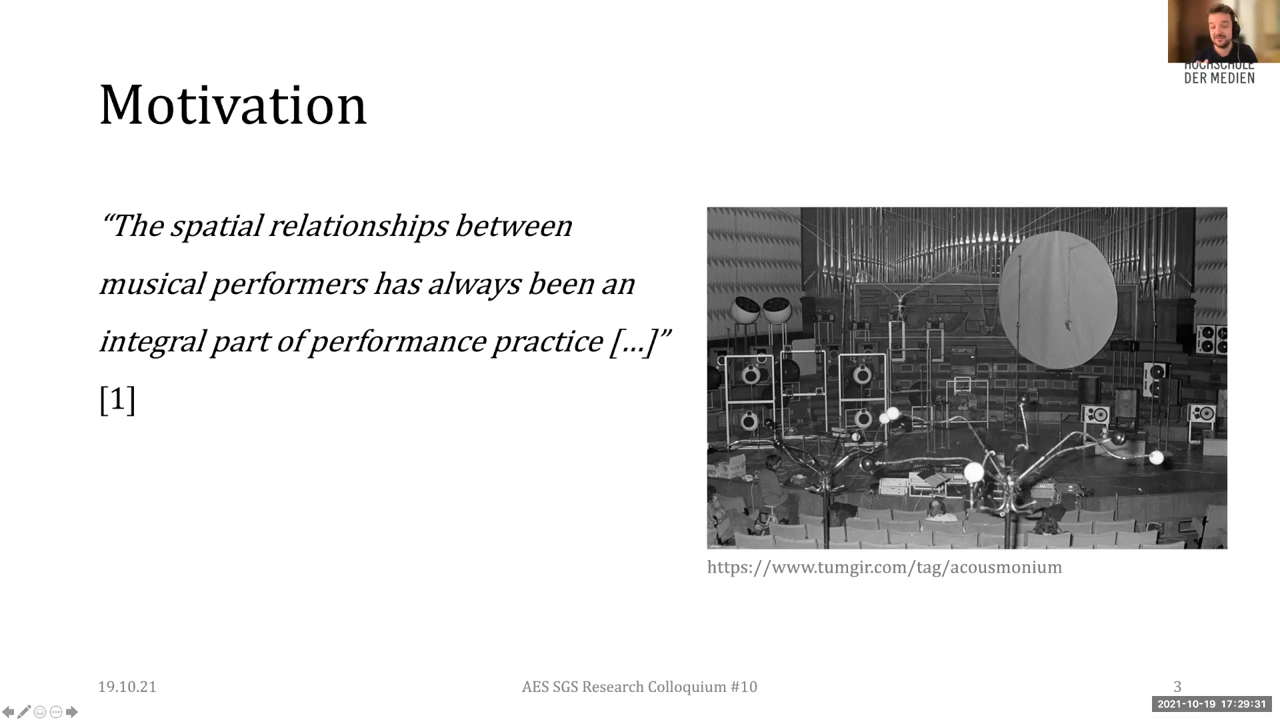 HOCHSCHULE
DER MEDIEN
Motivation
“The spatial relationships between
musical performers has always been an
integral part of performance practice […]”
[1]
https://www.tumgir.com/tag/acousmonium
19.10.21
AES SGS Research Colloquium #10
3
2021-10-19 17:29:31